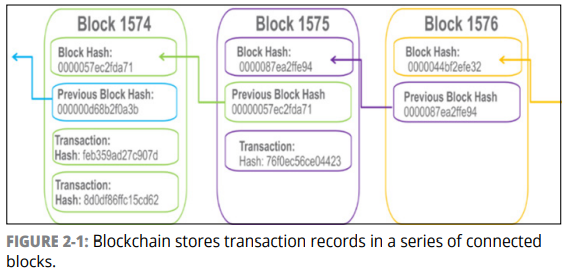 Block 1574
Block Hash:
0000057ec2fda71
Previous Block Hash:
000000d68b2f0a3b
Transaction:
Hash: feb359ad27c907d
Transaction:
Hash: 8d0df86ffc15cd62
Block 1575
Block Hash:
0000087ea2ffe94
Previous Block Hash
00000057ec2fda71
Transaction:
Hash: 76f0ec56ce04423
Block 1576
Block Hash:
0000044bf2efe32
Previous Block Hash
0000087ea2ffe94
FIGURE 2-1: Blockchain stores transaction records in a series of connected
blocks.